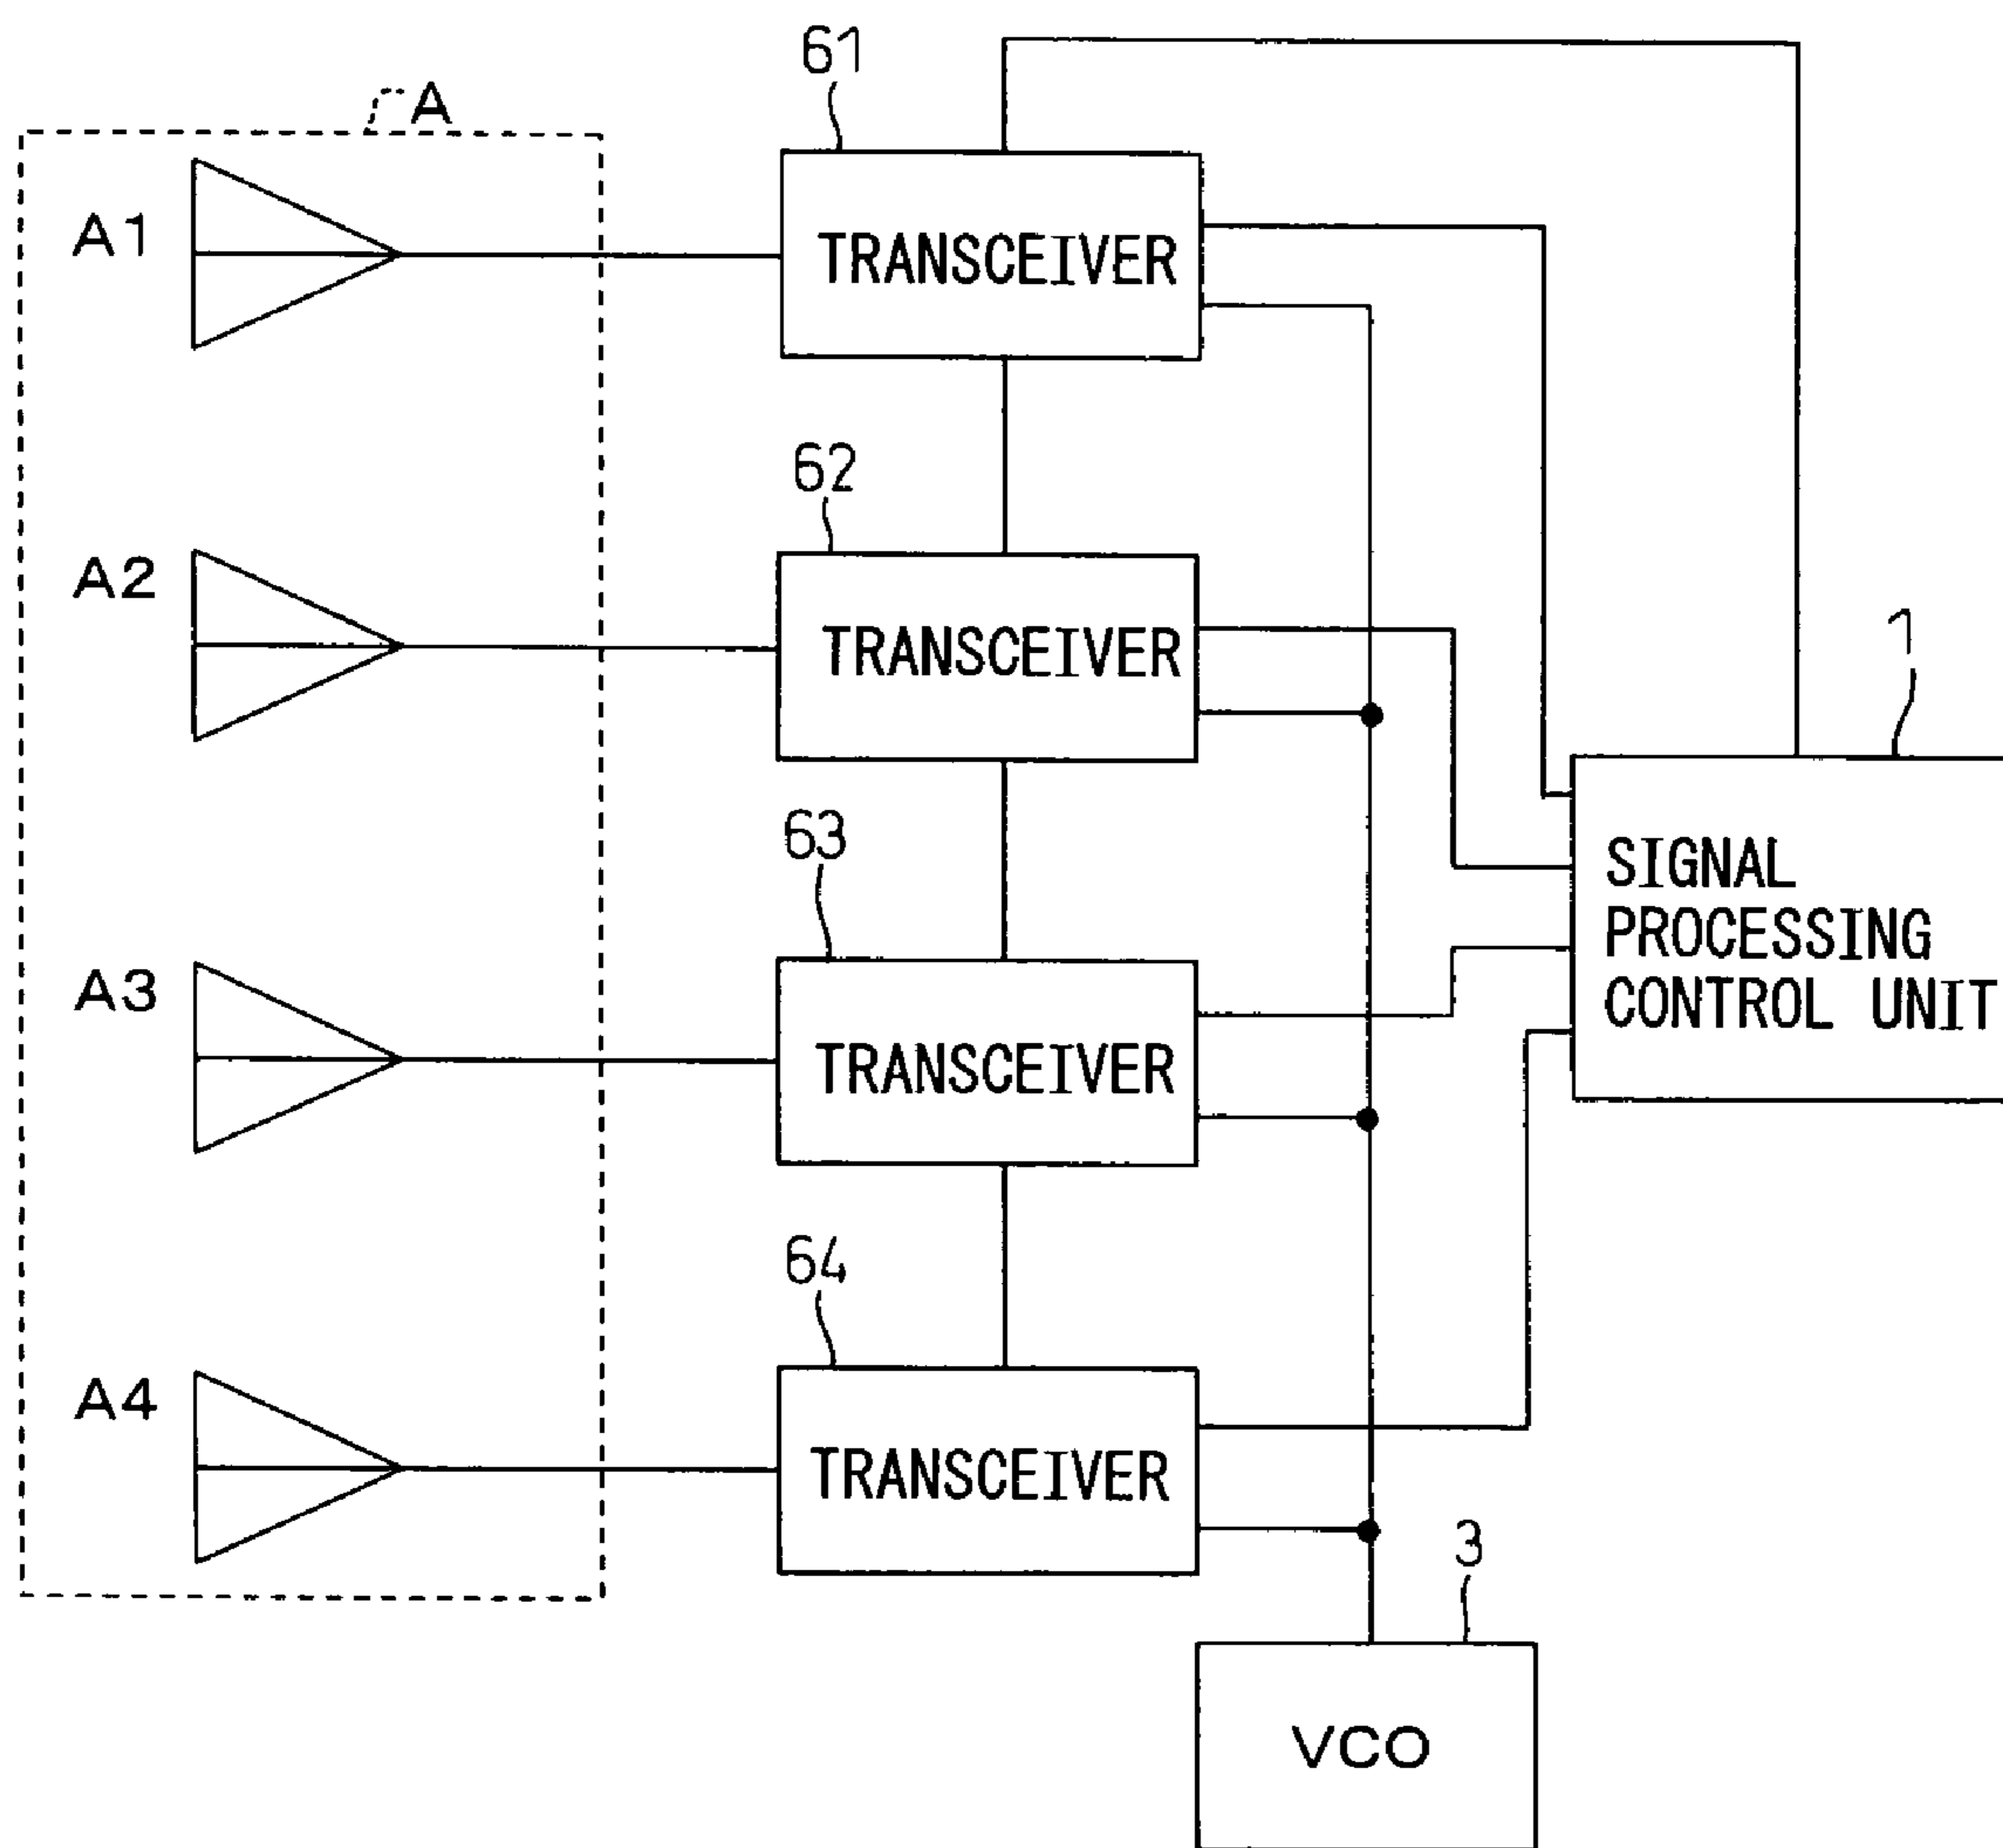 61
A
A1
TRANSCEIVER
62
A2
TRANSCEIVER
1
63
SIGNAL
PROCESSING
CONTROL UNIT
A3
TRANSCEIVER
64
A4
TRANSCEIVER
3
VCO